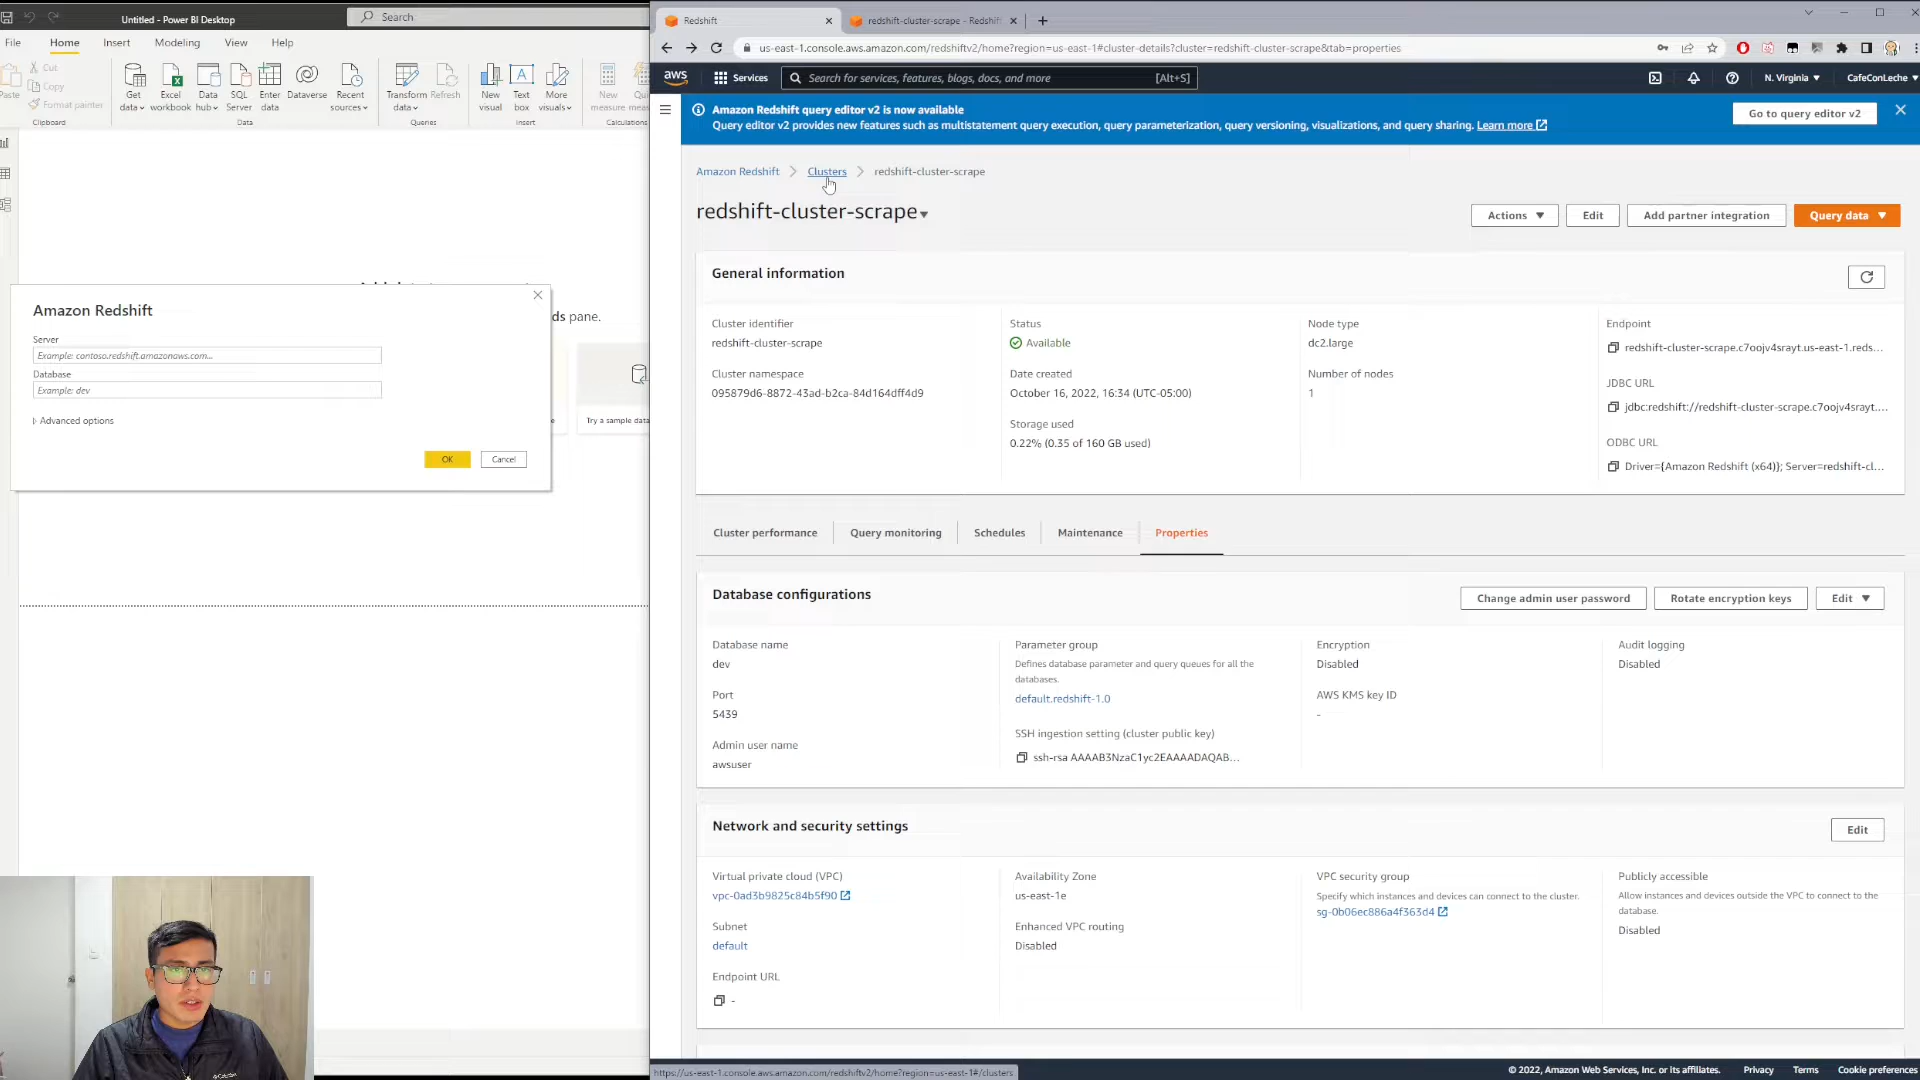 Untitled - Power BI Desktop
Search
File
Home
Insert
Modeling
View
Help
Paste
Cut
Copy
Format painter
Clipboard
Get data
Excel workbook
Data hub
SQL Server
Enter data
Dataverse
Recent sources
Data
Transform data
Refresh
Queries
New visual
Text box
More visuals
Insert
New measure
Calculations
ds pane.
Try a sample data
Amazon Redshift
Server
Example: contoso.redshift.amazonaws.com...
Database
Example: dev
Advanced options
OK
Cancel
Redshift
redshift-cluster-scrape - Redshift
us-east-1.console.aws.amazon.com/redshiftv2/home?region=us-east-1#cluster-details?cluster=redshift-cluster-scrape&tab=properties
aws
Services
Search for services, features, blogs, docs, and more
[Alt+S]
N. Virginia
CafeConLeche
Amazon Redshift query editor v2 is now available
Query editor v2 provides new features such as multistatement query execution, query parameterization, query versioning, visualizations, and query sharing. Learn more
Go to query editor v2
Amazon Redshift
Clusters
redshift-cluster-scrape
redshift-cluster-scrape
Actions
Edit
Add partner integration
Query data
General information
Cluster identifier
redshift-cluster-scrape
Cluster namespace
095879d6-8872-43ad-b2ca-84d164dff4d9
Status
Available
Date created
October 16, 2022, 16:34 (UTC-05:00)
Storage used
0.22% (0.35 of 160 GB used)
Node type
dc2.large
Number of nodes
1
Endpoint
redshift-cluster-scrape.c7oojv4srayt.us-east-1.reds...
JDBC URL
jdbc:redshift://redshift-cluster-scrape.c7oojv4srayt....
ODBC URL
Driver={Amazon Redshift (x64)}; Server=redshift-cl...
Cluster performance
Query monitoring
Schedules
Maintenance
Properties
Database configurations
Change admin user password
Rotate encryption keys
Edit
Database name
dev
Port
5439
Admin user name
awsuser
Parameter group
Defines database parameter and query queues for all the
databases.
default.redshift-1.0
SSH ingestion setting (cluster public key)
ssh-rsa AAAAB3NzaC1yc2EAAAADAQAB...
Encryption
Disabled
AWS KMS key ID
-
Audit logging
Disabled
Network and security settings
Edit
Virtual private cloud (VPC)
vpc-0ad3b9825c84b5f90
Subnet
default
Endpoint URL
-
Availability Zone
us-east-1e
Enhanced VPC routing
Disabled
VPC security group
Specify which instances and devices can connect to the cluster.
sg-0b06ec886a4f363d4
Publicly accessible
Allow instances and devices outside the VPC to connect to the
database.
Disabled
https://us-east-1.console.aws.amazon.com/redshiftv2/home?region=us-east-1#/clusters
© 2022, Amazon Web Services, Inc. or its affiliates.
Privacy
Terms
Cookie preferences